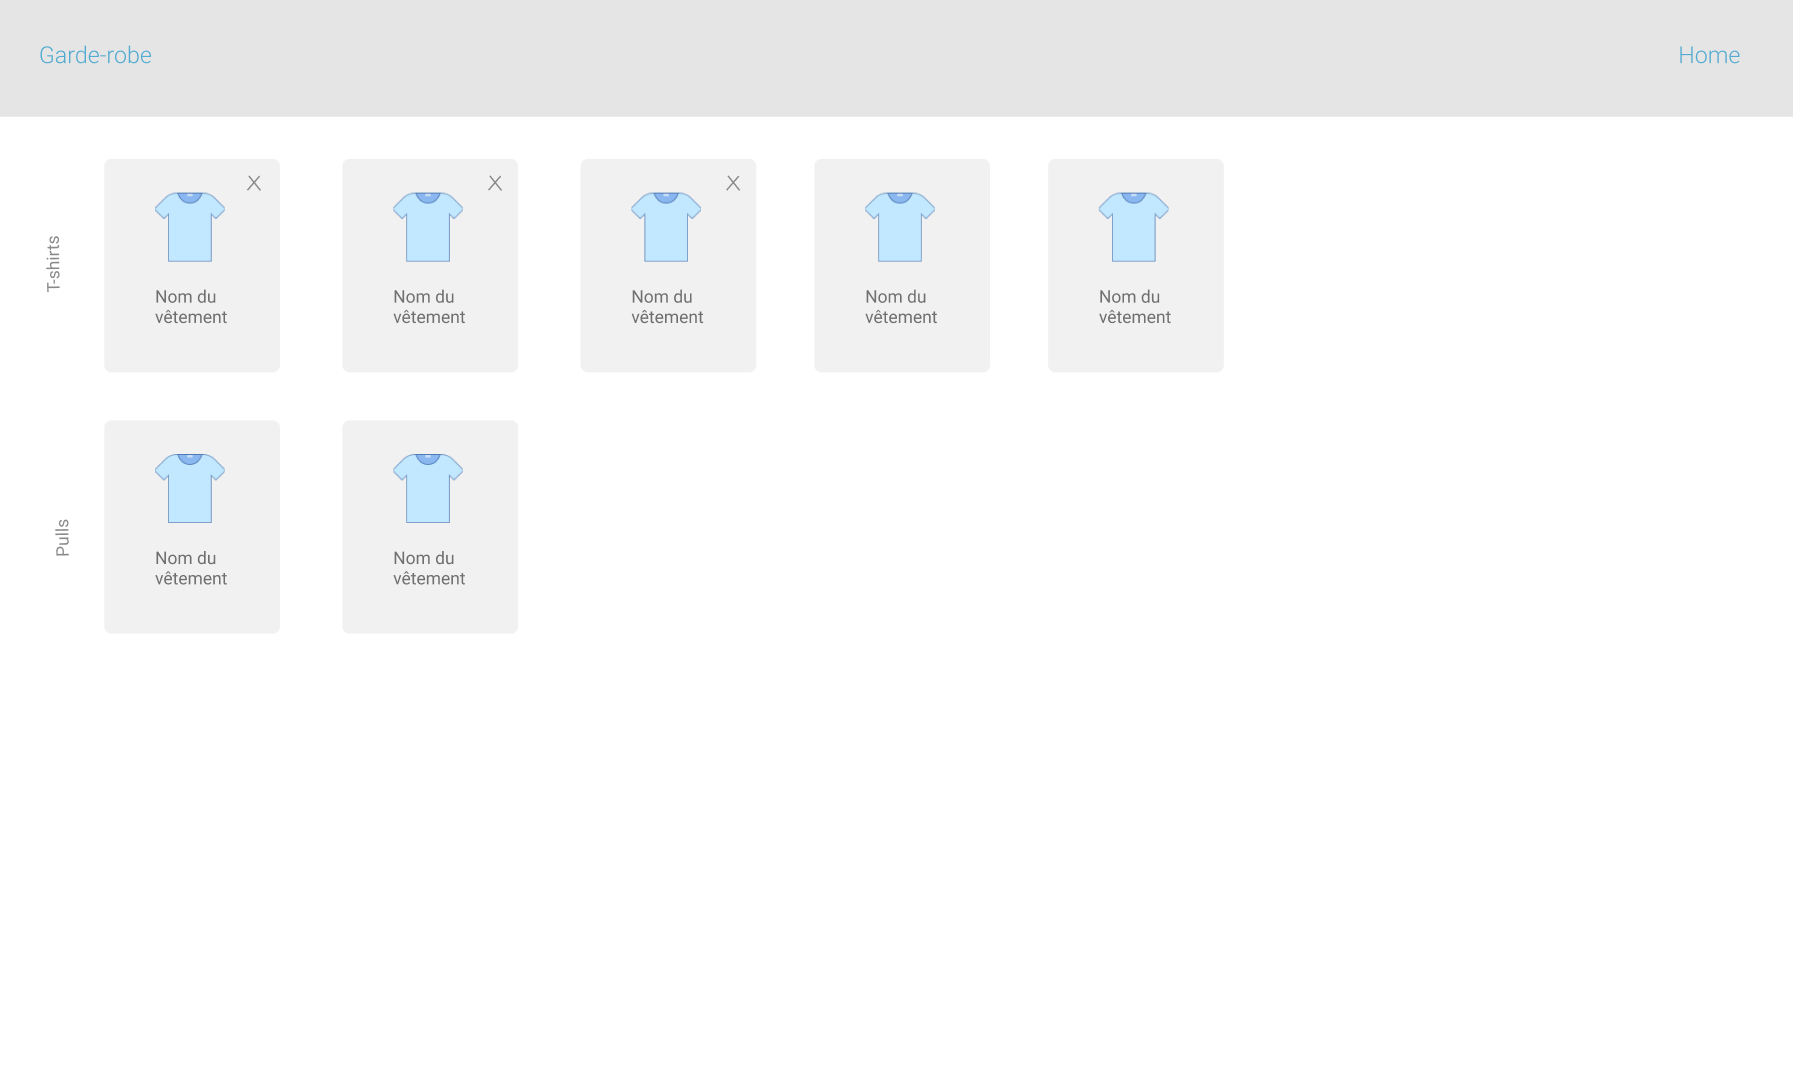 Garde-robe
Home
T-shirts
X
X
X
Nom du
vêtement
Nom du
vêtement
Nom du
vêtement
Nom du
vêtement
Nom du
vêtement
Pulls
Nom du
vêtement
Nom du
vêtement